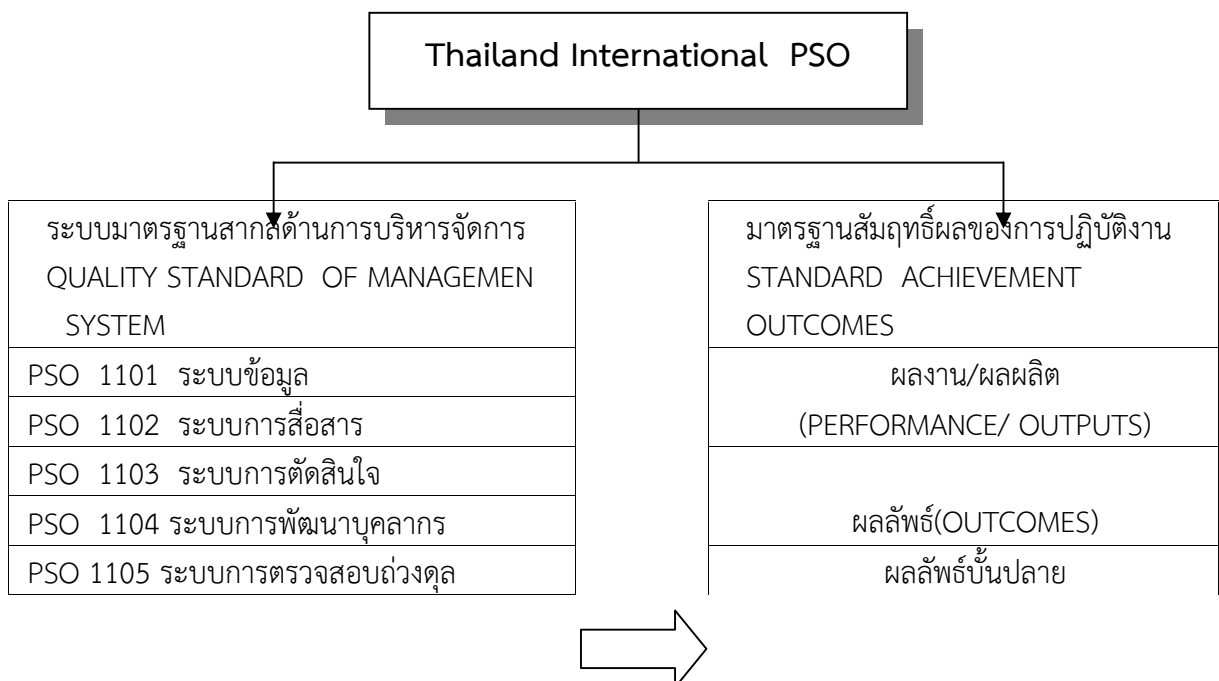 Thailand International PSO
ระบบมาตรฐานสากลด้านการบริหารจัดการ
QUALITY STANDARD OF MANAGEMEN
SYSTEM
PSO 1101 ระบบข้อมูล
PSO 1102 ระบบการสื่อสาร
PSO 1103 ระบบการตัดสินใจ
PSO 1104 ระบบการพัฒนาบุคลากร
PSO 1105 ระบบการตรวจสอบถ่วงดุล
มาตรฐานสัมฤทธิ์ผลของการปฏิบัติงาน
STANDARD ACHIEVEMENT
OUTCOMES
ผลงาน/ผลผลิต
(PERFORMANCE/ OUTPUTS)
ผลลัพธ์(OUTCOMES)
ผลลัพธ์บั้นปลาย